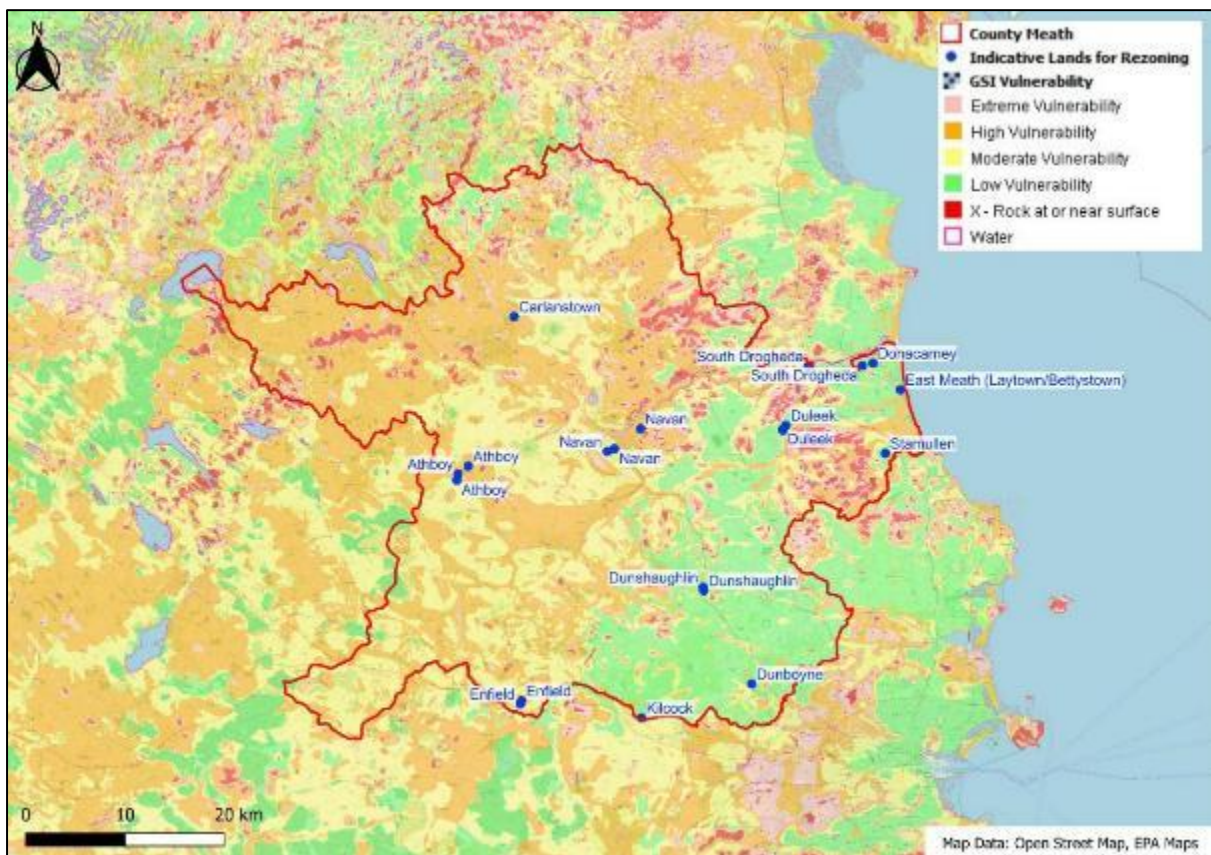 N
County Meath
Indicative Lands for Rezoning
GSI Vulnerability
Extreme Vulnerability
High Vulnerability
Moderate Vulnerability
Low Vulnerability
X - Rock at or near surface
Water
Carlanstown
South Drogheda
Donacarney
South Drogheda
East Meath (Laytown/Bettystown)
Navan
Duleek
Duleek
Navan
Navan
Stamullen
Athboy
Athboy
Athboy
Dunshaughlin
Dunshaughlin
Dunboyne
Enfield
Enfield
Kilcock
0 10 20 km
Map Data: Open Street Map, EPA Maps